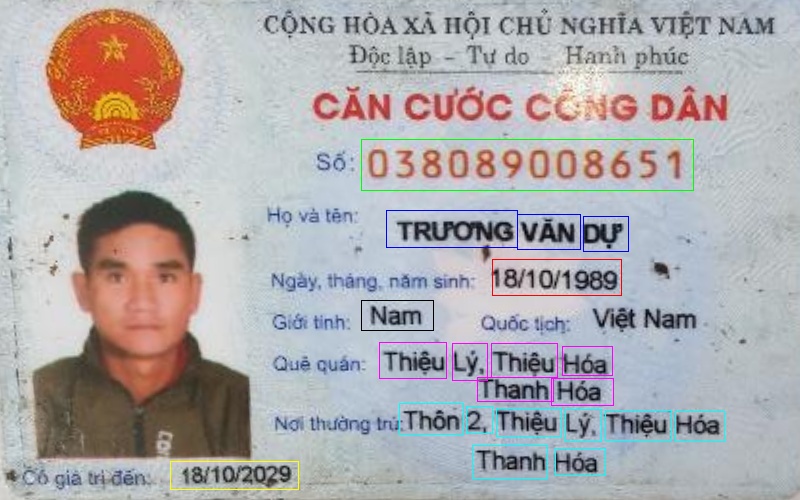 CỘNG HÒA XÃ HỘI CHỦ NGHĨA VIỆT NAM
Độc lập - Tự do - Hạnh phúc
CĂN CƯỚC CÔNG DÂN
Số: 038089008651
Họ và tên: TRƯƠNG VĂN DỰ
Ngày, tháng, năm sinh: 18/10/1989
Giới tính: Nam Quốc tịch: Việt Nam
Quê quán: Thiệu Lý, Thiệu Hóa
Thanh Hóa
Nơi thường trú: Thôn 2, Thiệu Lý, Thiệu Hóa
Thanh Hóa
Có giá trị đến: 18/10/2029